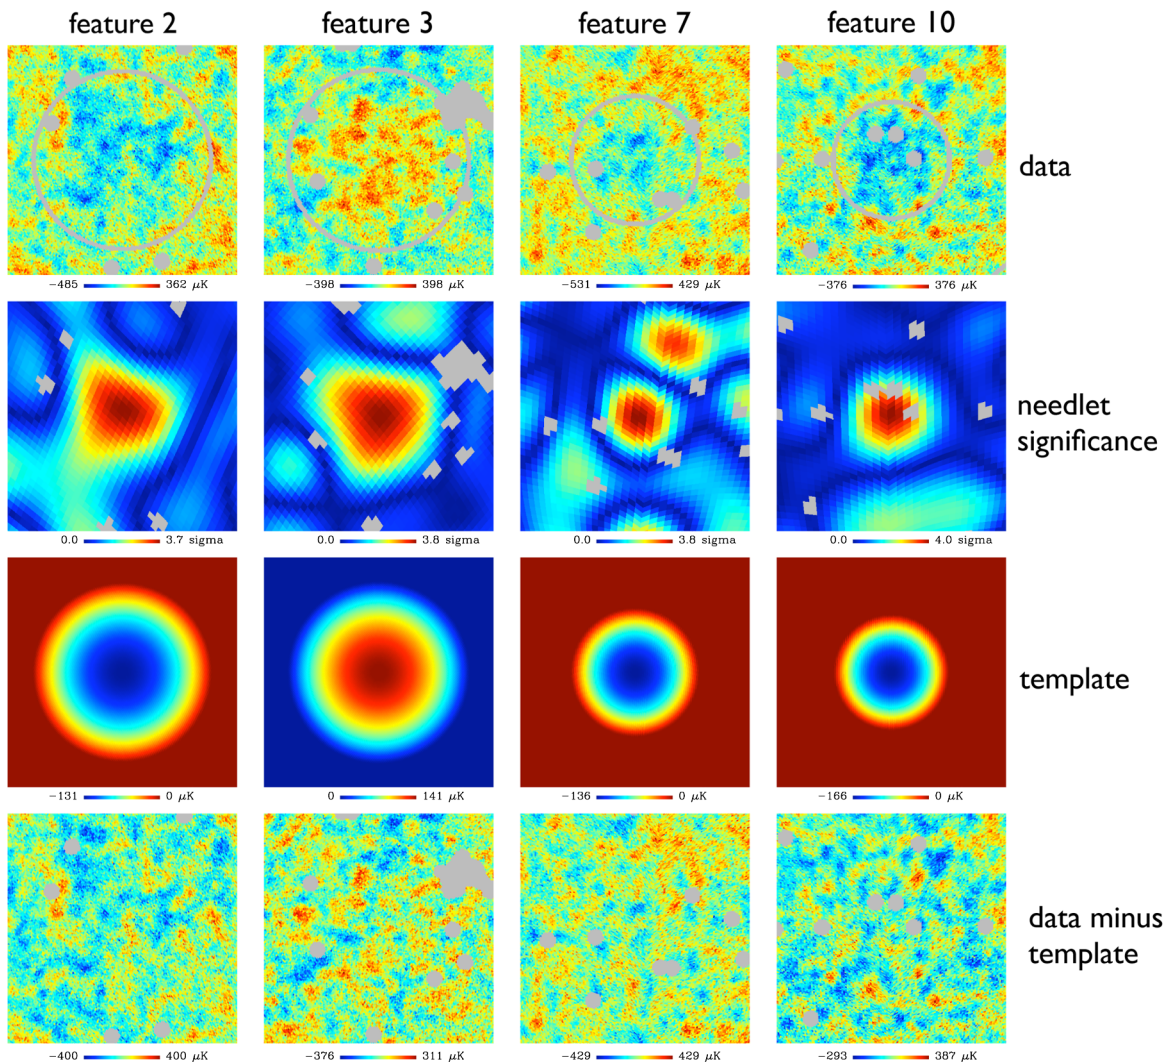 feature 2 feature 3 feature 7 feature 10
data
−485 362 μK −398 398 μK −531 429 μK −376 376 μK
needlet
significance
0.0 3.7 sigma 0.0 3.8 sigma 0.0 3.8 sigma 0.0 4.0 sigma
template
−131 0 μK 0 141 μK −136 0 μK −166 0 μK
data minus
template
−400 400 μK −376 311 μK −429 429 μK −293 387 μK